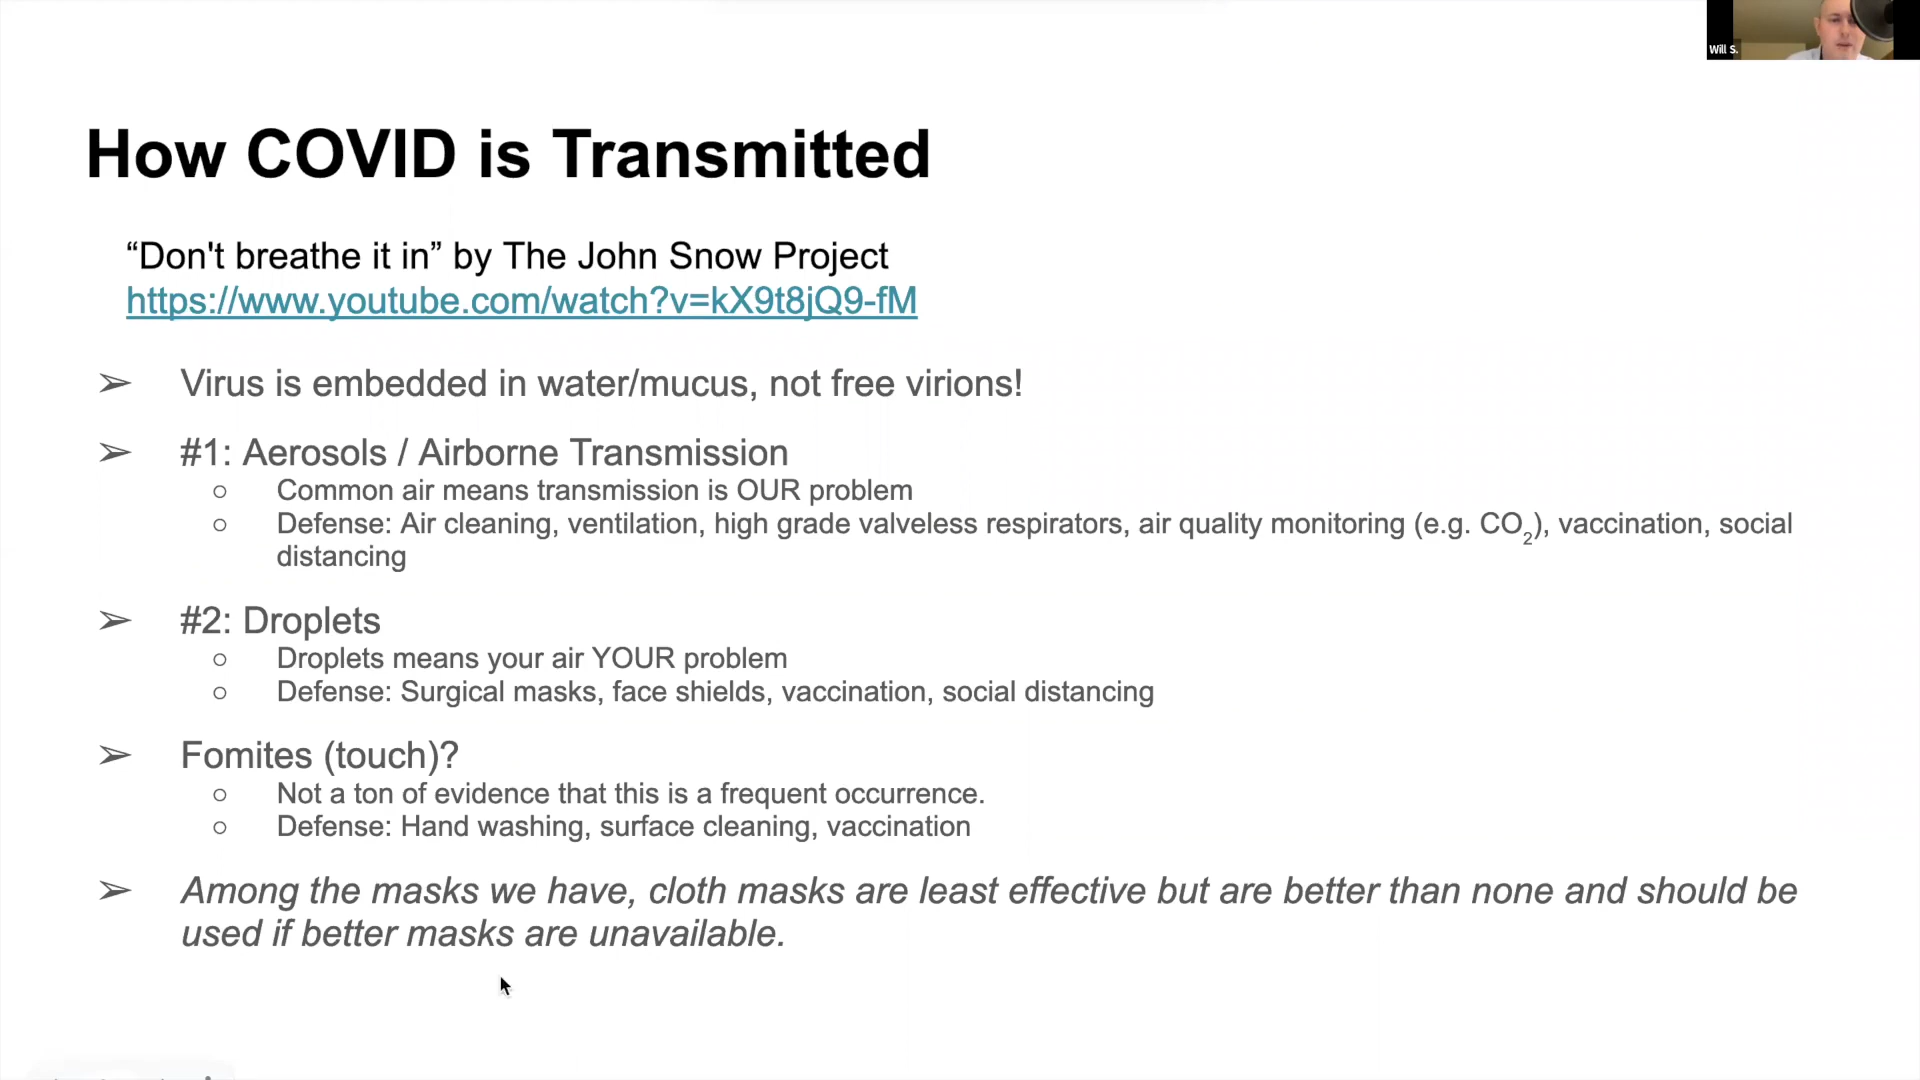 Will S.
How COVID is Transmitted
“Don't breathe it in” by The John Snow Project
https://www.youtube.com/watch?v=kX9t8jQ9-fM
➢ Virus is embedded in water/mucus, not free virions!
➢ #1: Aerosols / Airborne Transmission
○ Common air means transmission is OUR problem
○ Defense: Air cleaning, ventilation, high grade valveless respirators, air quality monitoring (e.g. CO₂), vaccination, social
distancing
➢ #2: Droplets
○ Droplets means your air YOUR problem
○ Defense: Surgical masks, face shields, vaccination, social distancing
➢ Fomites (touch)?
○ Not a ton of evidence that this is a frequent occurrence.
○ Defense: Hand washing, surface cleaning, vaccination
➢ Among the masks we have, cloth masks are least effective but are better than none and should be
used if better masks are unavailable.